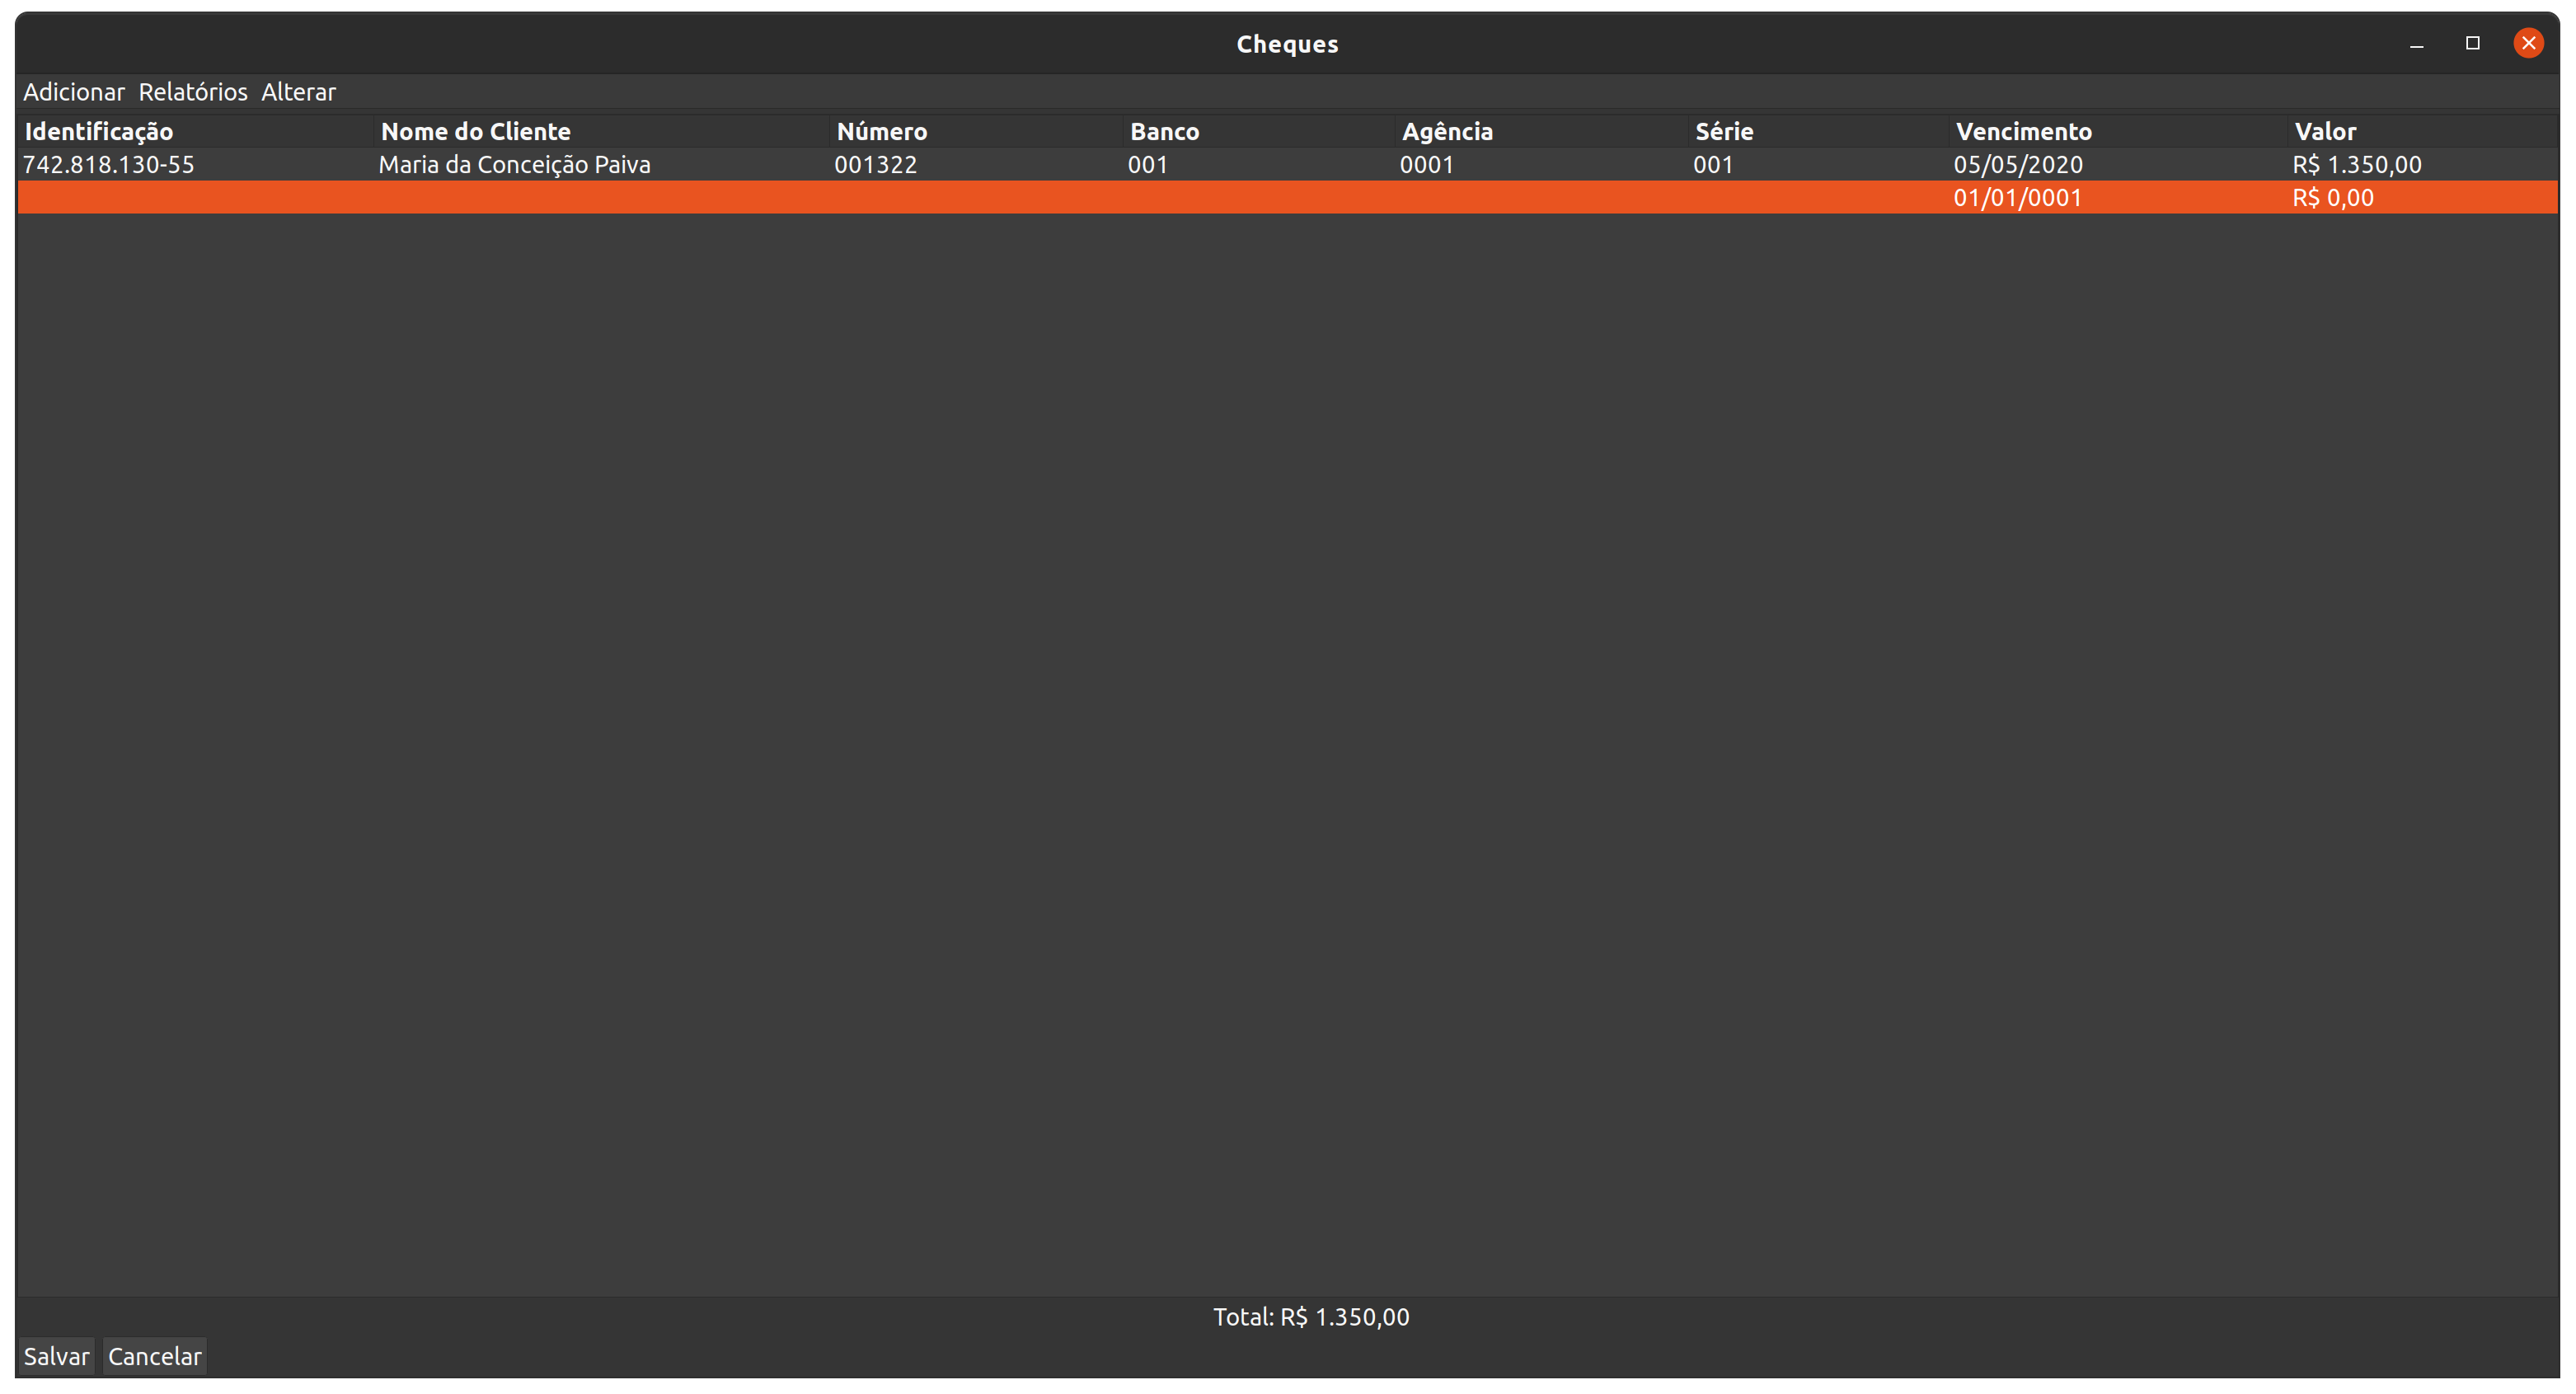 Cheques
Adicionar Relatórios Alterar
Identificação Nome do Cliente Número Banco Agência Série Vencimento Valor
742.818.130-55 Maria da Conceição Paiva 001322 001 0001 001 05/05/2020 R$ 1.350,00
01/01/0001 R$ 0,00
Total: R$ 1.350,00
Salvar Cancelar